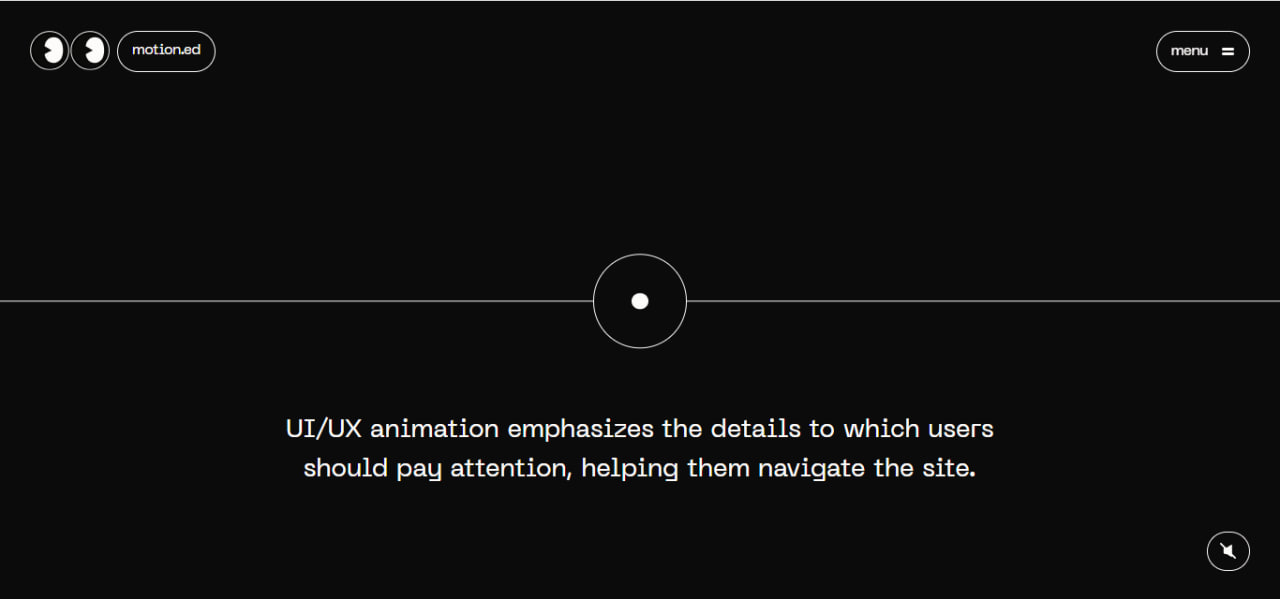 motion.ed
menu
UI/UX animation emphasizes the details to which users
should pay attention, helping them navigate the site.